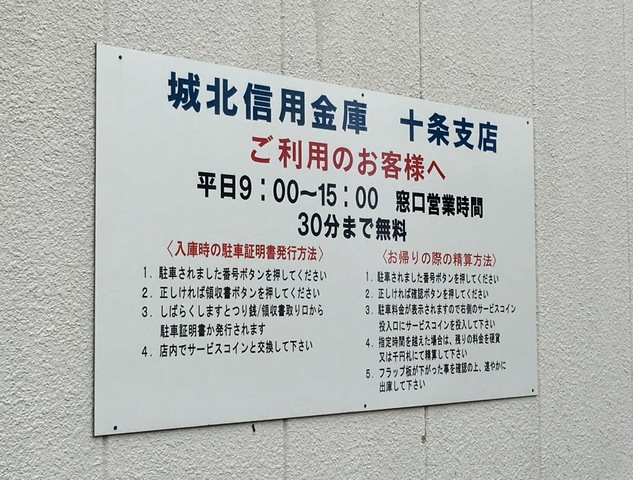 城北信用金庫　十条支店
ご利用のお客様へ
平日9：00～15：00　窓口営業時間
30分まで無料
〈入庫時の駐車証明書発行方法〉
1．駐車されました番号ボタンを押してください
2．正しければ領収書ボタンを押してください
3．しばらくしますとつり銭/領収書取り口から
駐車証明書か発行されます
4．店内でサービスコインと交換して下さい
〈お帰りの際の精算方法〉
1．駐車されました番号ボタンを押してください
2．正しければ確認ボタンを押してください
3．駐車料金が表示されますので右側のサービスコイン
投入口にサービスコインを投入して下さい
4．指定時間を越えた場合は、残りの料金を硬貨
又は千円札にて精算して下さい
5．フラップ板が下がった事を確認の上、速やかに
出庫して下さい